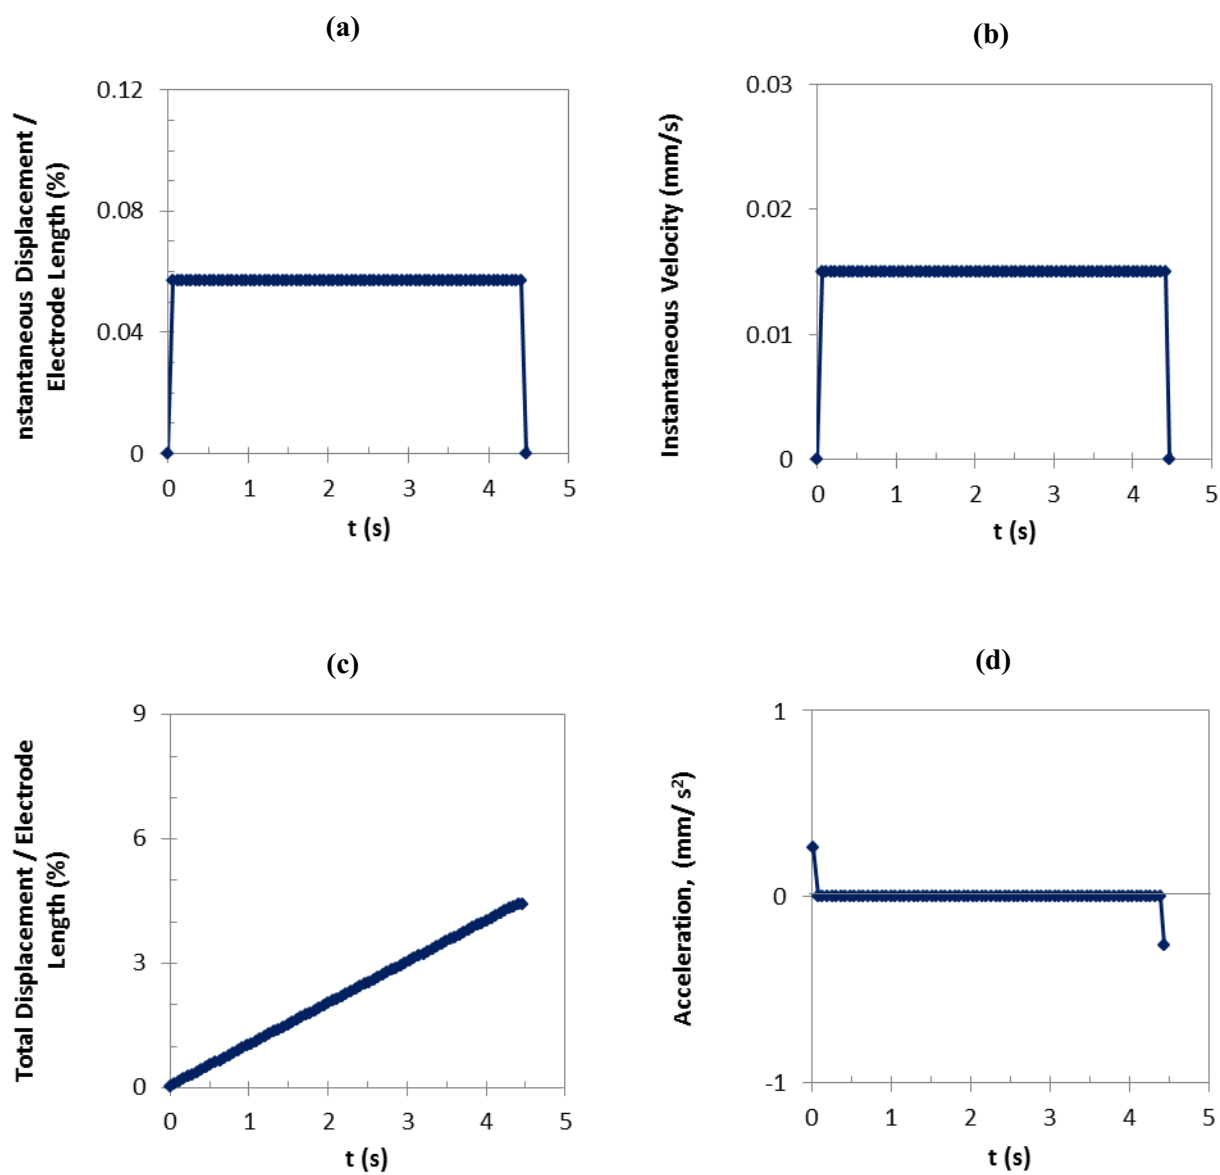 (a)
nstantaneous Displacement /
Electrode Length (%)
0.12
0.08
0.04
0
0 1 2 3 4 5
t (s)
(b)
Instantaneous Velocity (mm/s)
0.03
0.02
0.01
0
0 1 2 3 4 5
t (s)
(c)
Total Displacement / Electrode
Length (%)
9
6
3
0
0 1 2 3 4 5
t (s)
(d)
Acceleration, (mm/ s²)
1
0
-1
0 1 2 3 4 5
t (s)